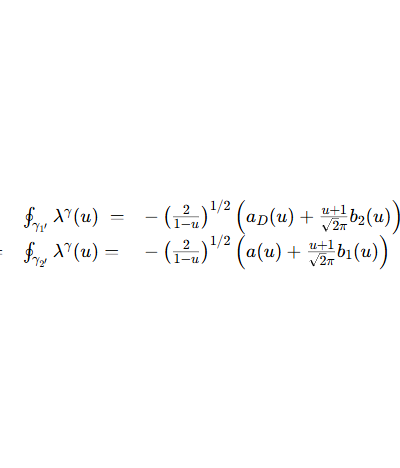 ∮_{γ_{1′}} λ^γ(u) = −(2/(1−u))^{1/2} (a_D(u) + (u+1)/(√2π) b_2(u))
= ∮_{γ_{2′}} λ^γ(u) = −(2/(1−u))^{1/2} (a(u) + (u+1)/(√2π) b_1(u))